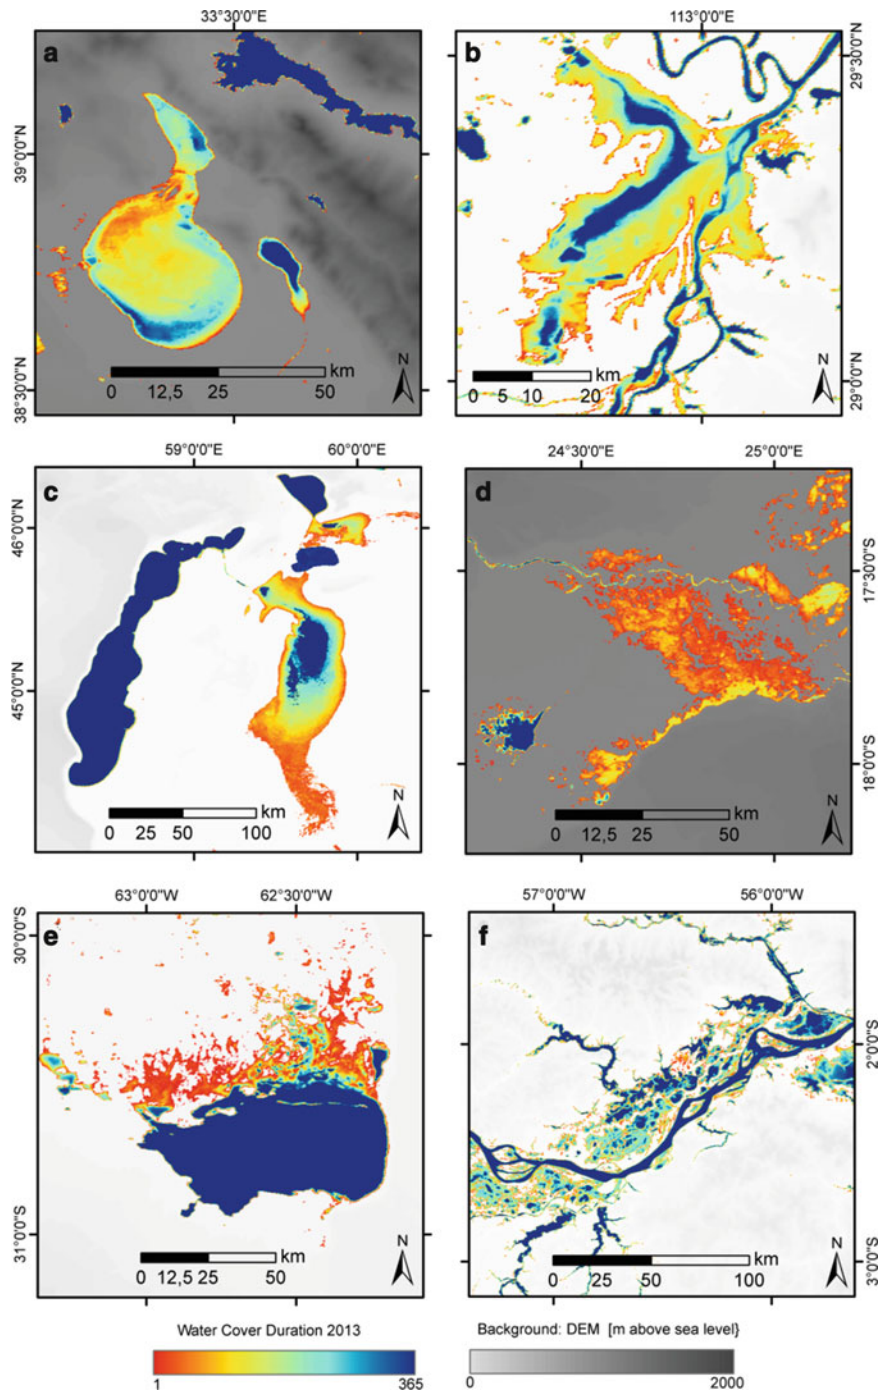 33°30'0"E
113°0'0"E
a
39°0'0"N
38°30'0"N
km
0 12,5 25 50
N
b
29°30'0"N
29°0'0"N
km
0 5 10 20
N
59°0'0"E 60°0'0"E
c
46°0'0"N
45°0'0"N
km
0 25 50 100
N
24°30'0"E 25°0'0"E
d
17°30'0"S
18°0'0"S
km
0 12,5 25 50
N
63°0'0"W 62°30'0"W
e
30°0'0"S
31°0'0"S
km
0 12,5 25 50
N
57°0'0"W 56°0'0"W
f
2°0'0"S
3°0'0"S
km
0 25 50 100
N
Water Cover Duration 2013
1 365
Background: DEM [m above sea level}
0 2000